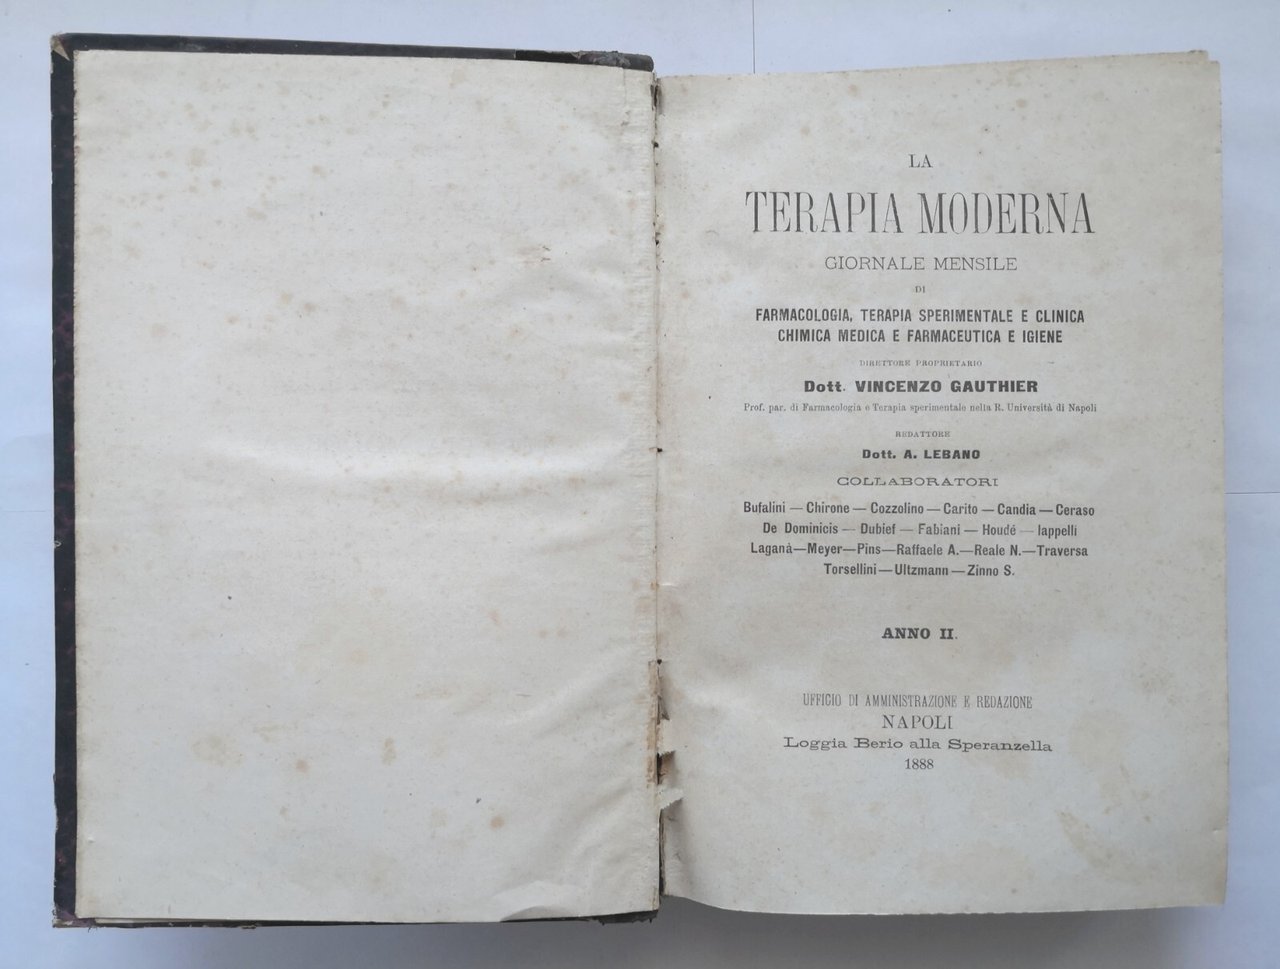 LA
TERAPIA MODERNA
GIORNALE MENSILE
DI
FARMACOLOGIA, TERAPIA SPERIMENTALE E CLINICA
CHIMICA MEDICA E FARMACEUTICA E IGIENE
DIRETTORE PROPRIETARIO
Dott. VINCENZO GAUTHIER
Prof. par. di Farmacologia e Terapia sperimentale nella R. Università di Napoli
REDATTORE
Dott. A. LEBANO
COLLABORATORI
Bufalini — Chirone — Cozzolino — Carito — Candia — Ceraso
De Dominicis — Dubief — Fabiani — Houdé — Iappelli
Laganà—Meyer—Pins—Raffaele A.—Reale N.—Traversa
Torsellini—Ultzmann—Zinno S.
ANNO II.
UFFICIO DI AMMINISTRAZIONE E REDAZIONE
NAPOLI
Loggia Berio alla Speranzella
1888